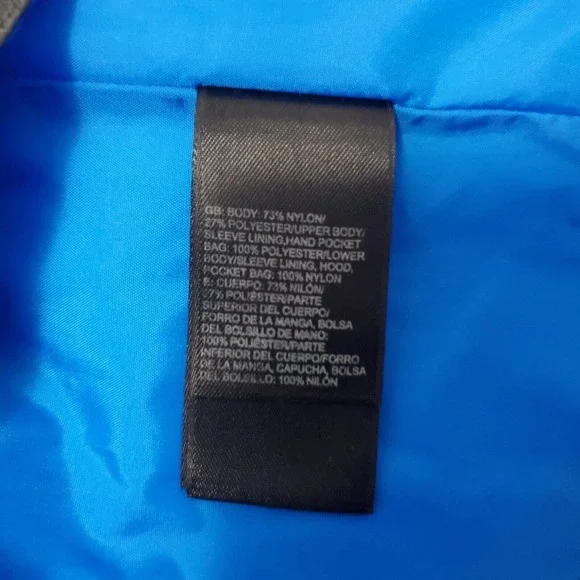 GB: BODY: 73% NYLON/
27% POLYESTER/UPPER BODY/
SLEEVE LINING,HAND POCKET
BAG: 100% POLYESTER/LOWER
BODY/SLEEVE LINING, HOOD,
POCKET BAG: 100% NYLON
E: CUERPO: 73% NILÓN/
27% POLIÉSTER/PARTE
SUPERIOR DEL CUERPO/
FORRO DE LA MANGA, BOLSA
DEL BOLSILLO DE MANO:
100% POLIÉSTER/PARTE
INFERIOR DEL CUERPO/FORRO
DE LA MANGA, CAPUCHA, BOLSA
DEL BOLSILLO: 100% NILÓN